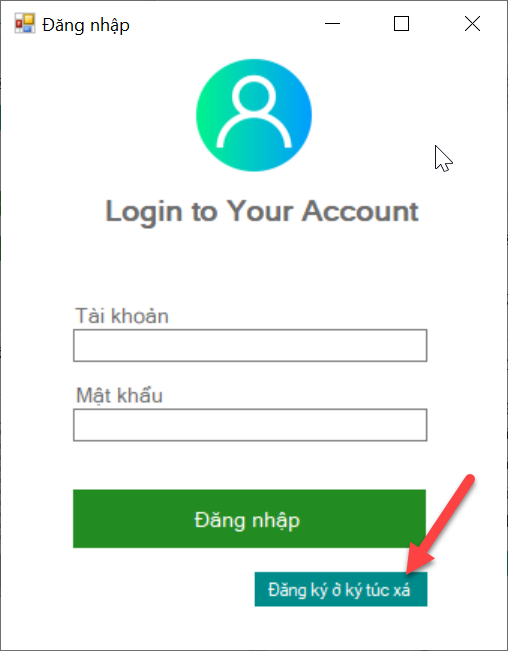 Đăng nhập
Login to Your Account
Tài khoản
Mật khẩu
Đăng nhập
Đăng ký ở ký túc xá